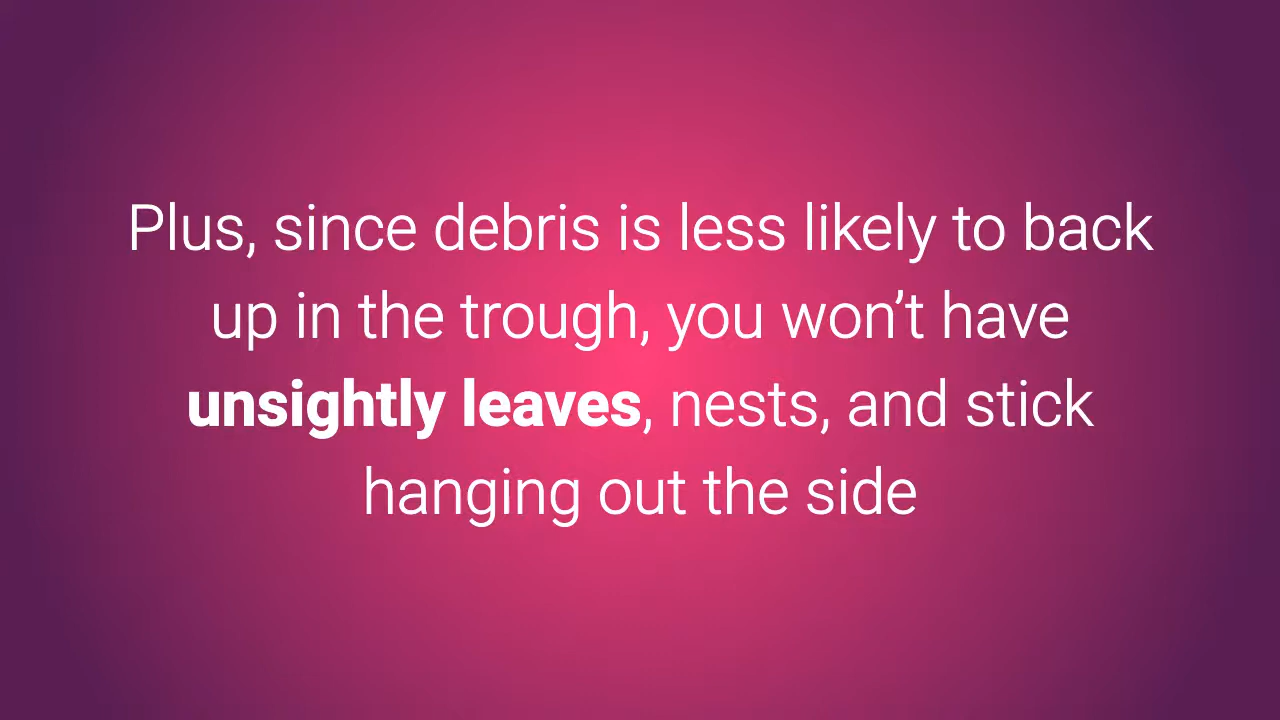 Plus, since debris is less likely to back
up in the trough, you won’t have
unsightly leaves, nests, and stick
hanging out the side